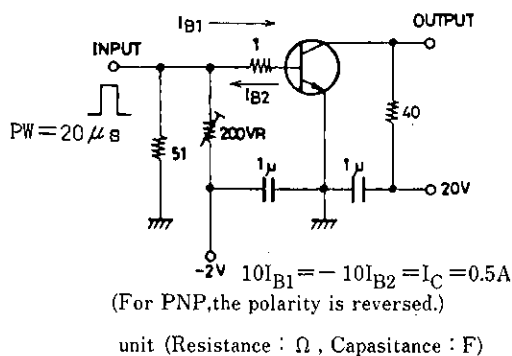 IB1
OUTPUT
INPUT
1
IB2
PW=20μs
51
200VR
40
1μ
1μ
20V
-2V
10IB1=-10IB2=IC=0.5A
(For PNP,the polarity is reversed.)
unit (Resistance : Ω , Capasitance : F)